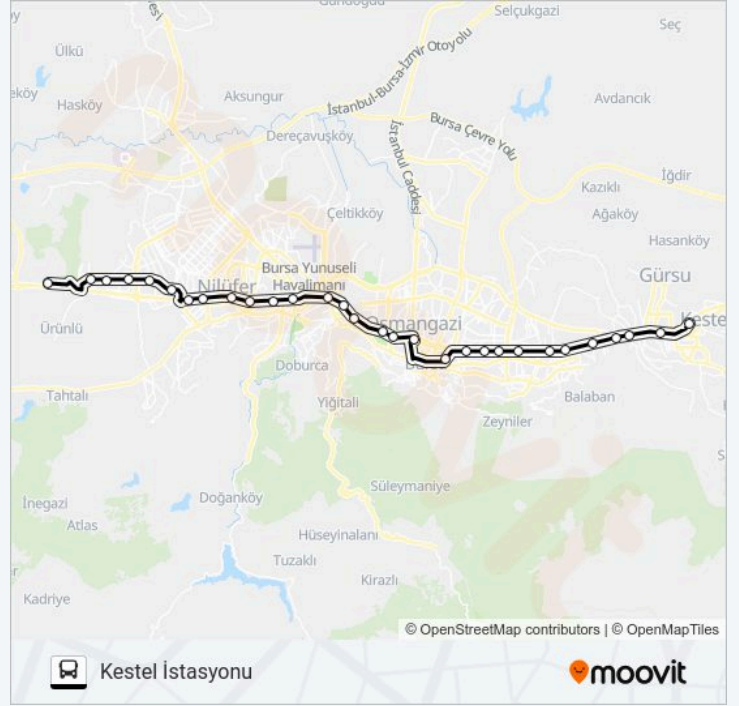 Gündoğdu
Selçukgazi
Seç
Ülkü
Aksungur
İstanbul-Bursa-İzmir Otoyolu
Avdancık
Hasköy
Bursa Çevre Yolu
Dereçavuşköy
İstanbul Caddesi
İğdir
Kazıklı
Ağaköy
Çeltikköy
Hasanköy
Bursa Yunuseli
Havalimanı
Gürsu
Nilüfer
Ürünlü
Osmangazi
Keste
Doburca
Tahtalı
Yiğitali
Balaban
Zeyniler
Süleymaniye
İnegazi
Doğanköy
Atlas
Hüseyinalanı
Tuzaklı
Kirazlı
Kadriye
© OpenStreetMap contributors | © OpenMapTiles
Kestel İstasyonu
moovit